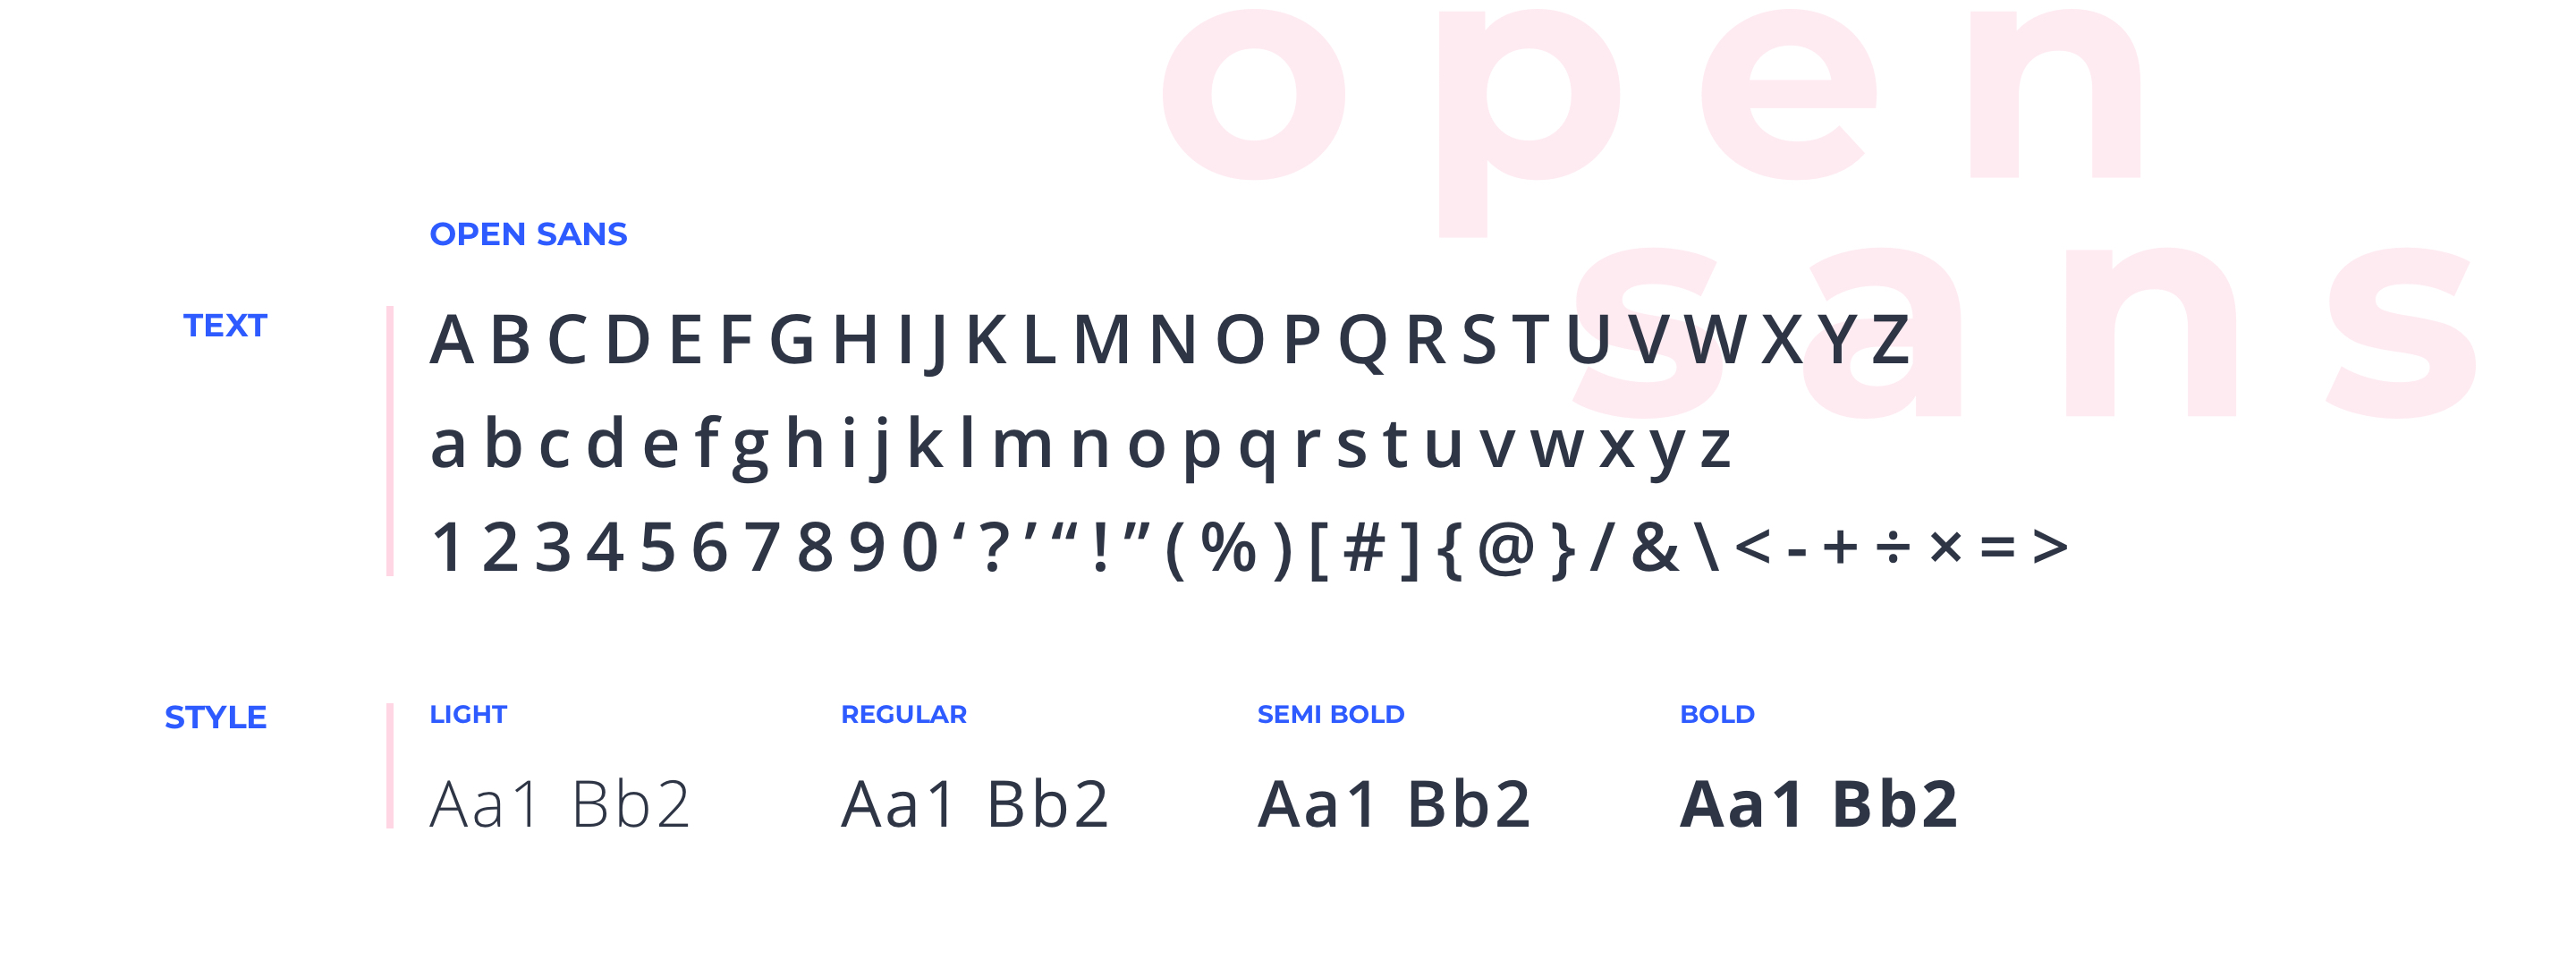 open
sans
OPEN SANS
TEXT
A B C D E F G H I J K L M N O P Q R S T U V W X Y Z
a b c d e f g h i j k l m n o p q r s t u v w x y z
1 2 3 4 5 6 7 8 9 0 ‘ ? ’ “ ! ” ( % ) [ # ] { @ } / & \ < - + ÷ × = >
STYLE
LIGHT REGULAR SEMI BOLD BOLD
Aa1 Bb2 Aa1 Bb2 Aa1 Bb2 Aa1 Bb2